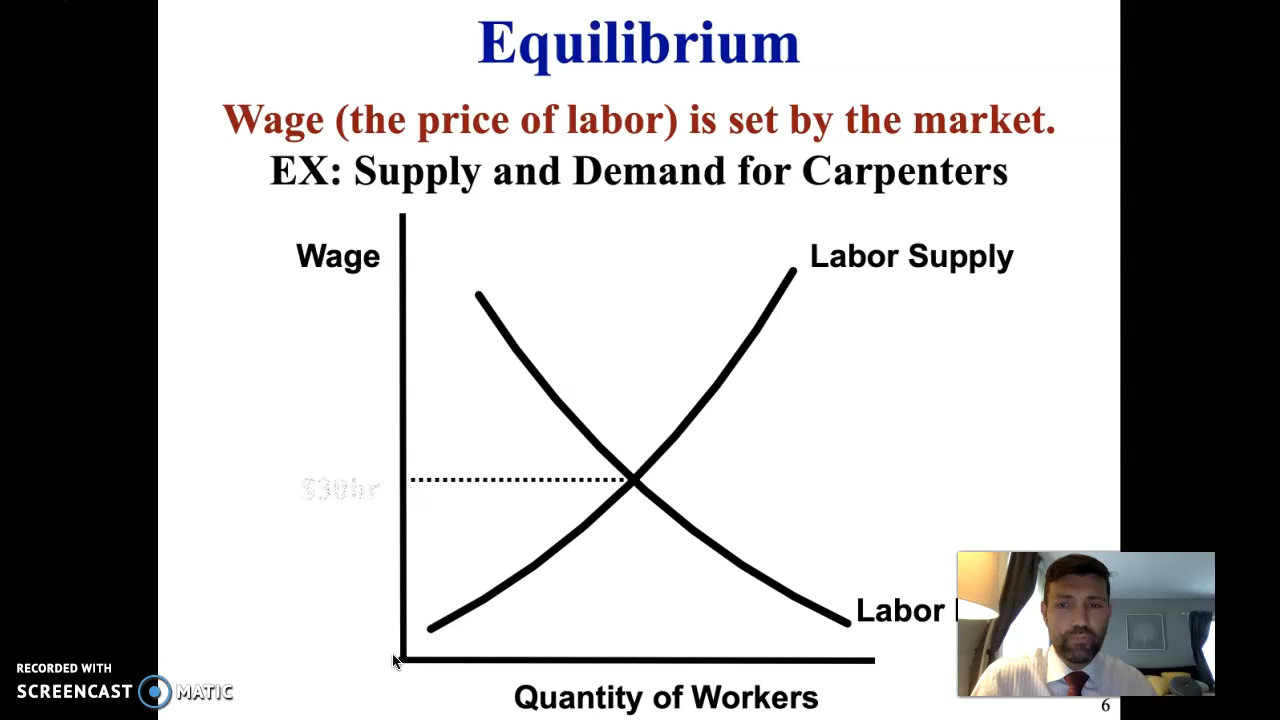 Equilibrium
Wage (the price of labor) is set by the market.
EX: Supply and Demand for Carpenters
Wage
Labor Supply
$30hr
Labor
RECORDED WITH
SCREENCAST MATIC
Quantity of Workers
6